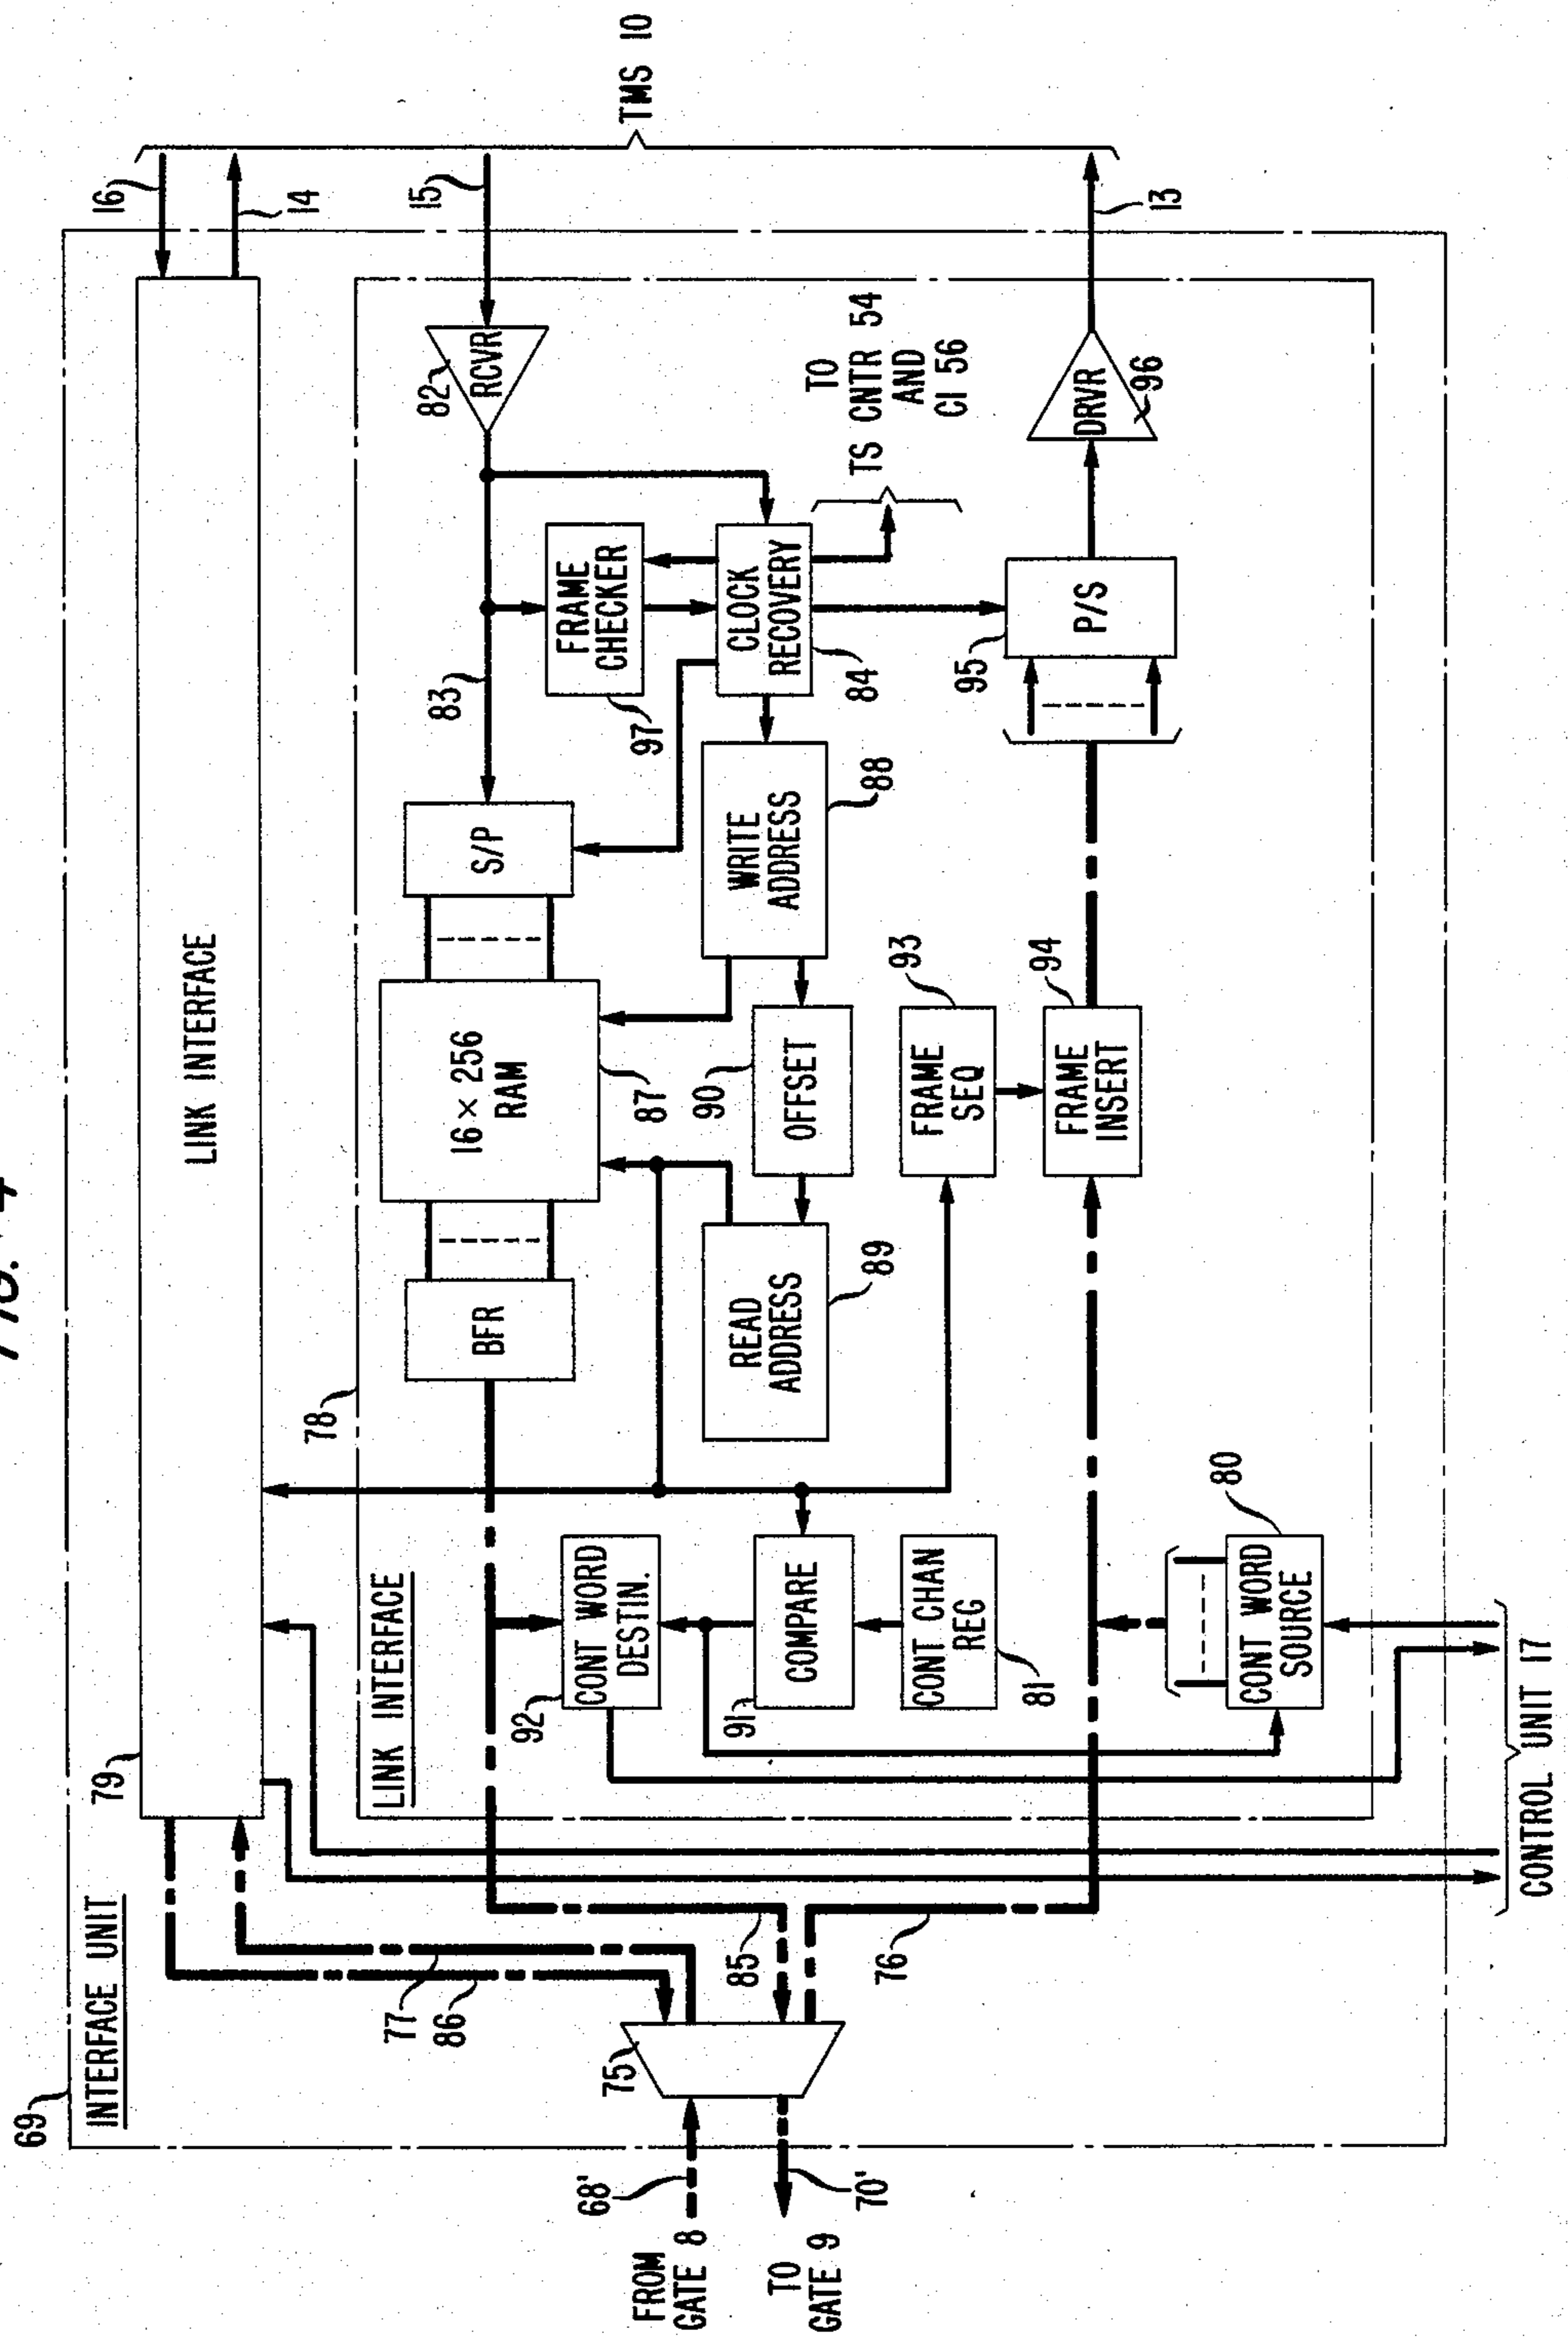 FIG. 4
69
INTERFACE UNIT
79
LINK INTERFACE
16
14
TMS 10
77
86
78
LINK INTERFACE
BFR
16 × 256
RAM
87
S/P
83
82
RCVR
15
FRAME
CHECKER
97
CLOCK
RECOVERY
84
TO
TS CNTR 54
AND
CI 56
92
CONT WORD
DESTIN.
READ
ADDRESS
89
90
OFFSET
WRITE
ADDRESS
88
FROM
GATE 8
68'
75
TO
GATE 9
70'
85
76
91
COMPARE
CONT CHAN
REG
81
FRAME
SEQ
93
FRAME
INSERT
94
95
P/S
DRVR
96
13
CONT WORD
SOURCE
80
CONTROL UNIT 17